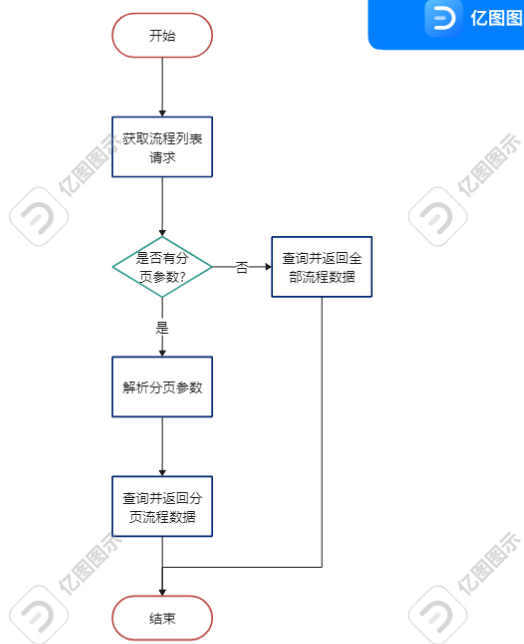 亿图图
开始
获取流程列表
请求
亿图图示
亿图图示
是否有分
页参数?
否
查询并返回全
部流程数据
是
解析分页参数
查询并返回分
页流程数据
亿图图示
亿图图示
结束